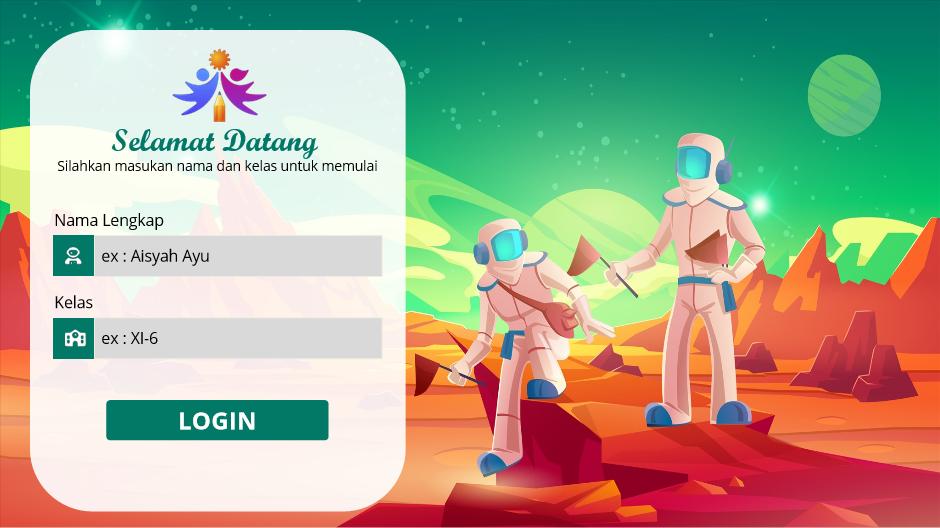 Selamat Datang
Silahkan masukan nama dan kelas untuk memulai
Nama Lengkap
ex : Aisyah Ayu
Kelas
ex : XI-6
LOGIN